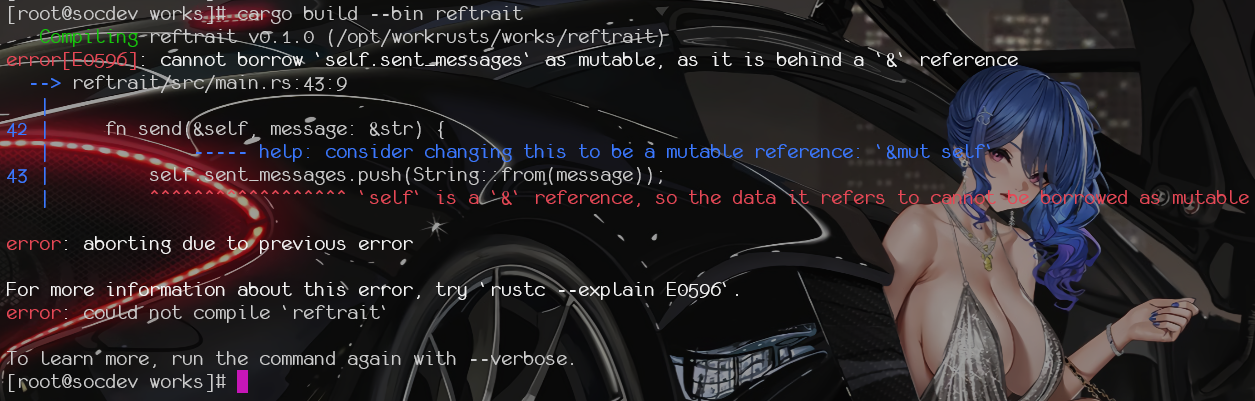 [root@socdev works]# cargo build --bin reftrait
   Compiling reftrait v0.1.0 (/opt/workrusts/works/reftrait)
error[E0596]: cannot borrow `self.sent_messages` as mutable, as it is behind a `&` reference
  --> reftrait/src/main.rs:43:9
   |
42 |     fn send(&self, message: &str) {
   |             ----- help: consider changing this to be a mutable reference: `&mut self`
43 |         self.sent_messages.push(String::from(message));
   |         ^^^^^^^^^^^^^^^^^^ `self` is a `&` reference, so the data it refers to cannot be borrowed as mutable
error: aborting due to previous error
For more information about this error, try `rustc --explain E0596`.
error: could not compile `reftrait`
To learn more, run the command again with --verbose.
[root@socdev works]#